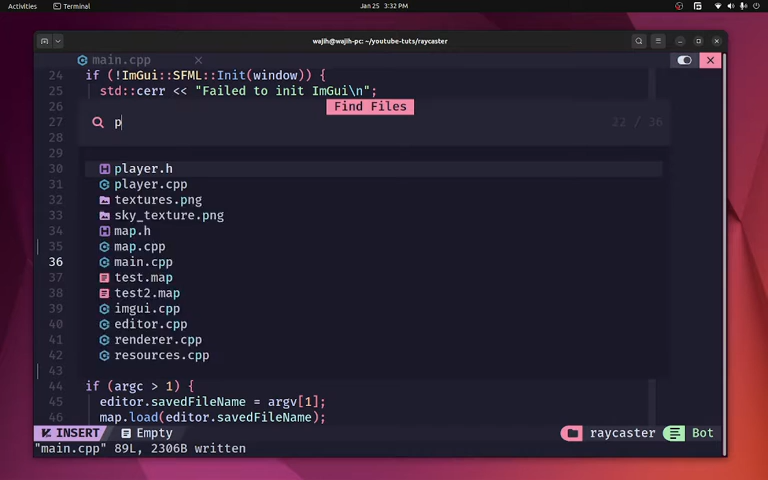 Activities Terminal Jan 25 3:32 PM
wajih@wajih-pc: ~/youtube-tuts/raycaster
main.cpp
24 if (!ImGui::SFML::Init(window)) {
25 std::cerr << "Failed to init ImGui\n";
26 Find Files
27 p 22 / 36
28
29
30 player.h
31 player.cpp
32 textures.png
33 sky_texture.png
34 map.h
35 map.cpp
36 main.cpp
37 test.map
38 test2.map
39 imgui.cpp
40 editor.cpp
41 renderer.cpp
42 resources.cpp
43
44 if (argc > 1) {
45 editor.savedFileName = argv[1];
46 map.load(editor.savedFileName);
INSERT Empty raycaster Bot
"main.cpp" 89L, 2306B written